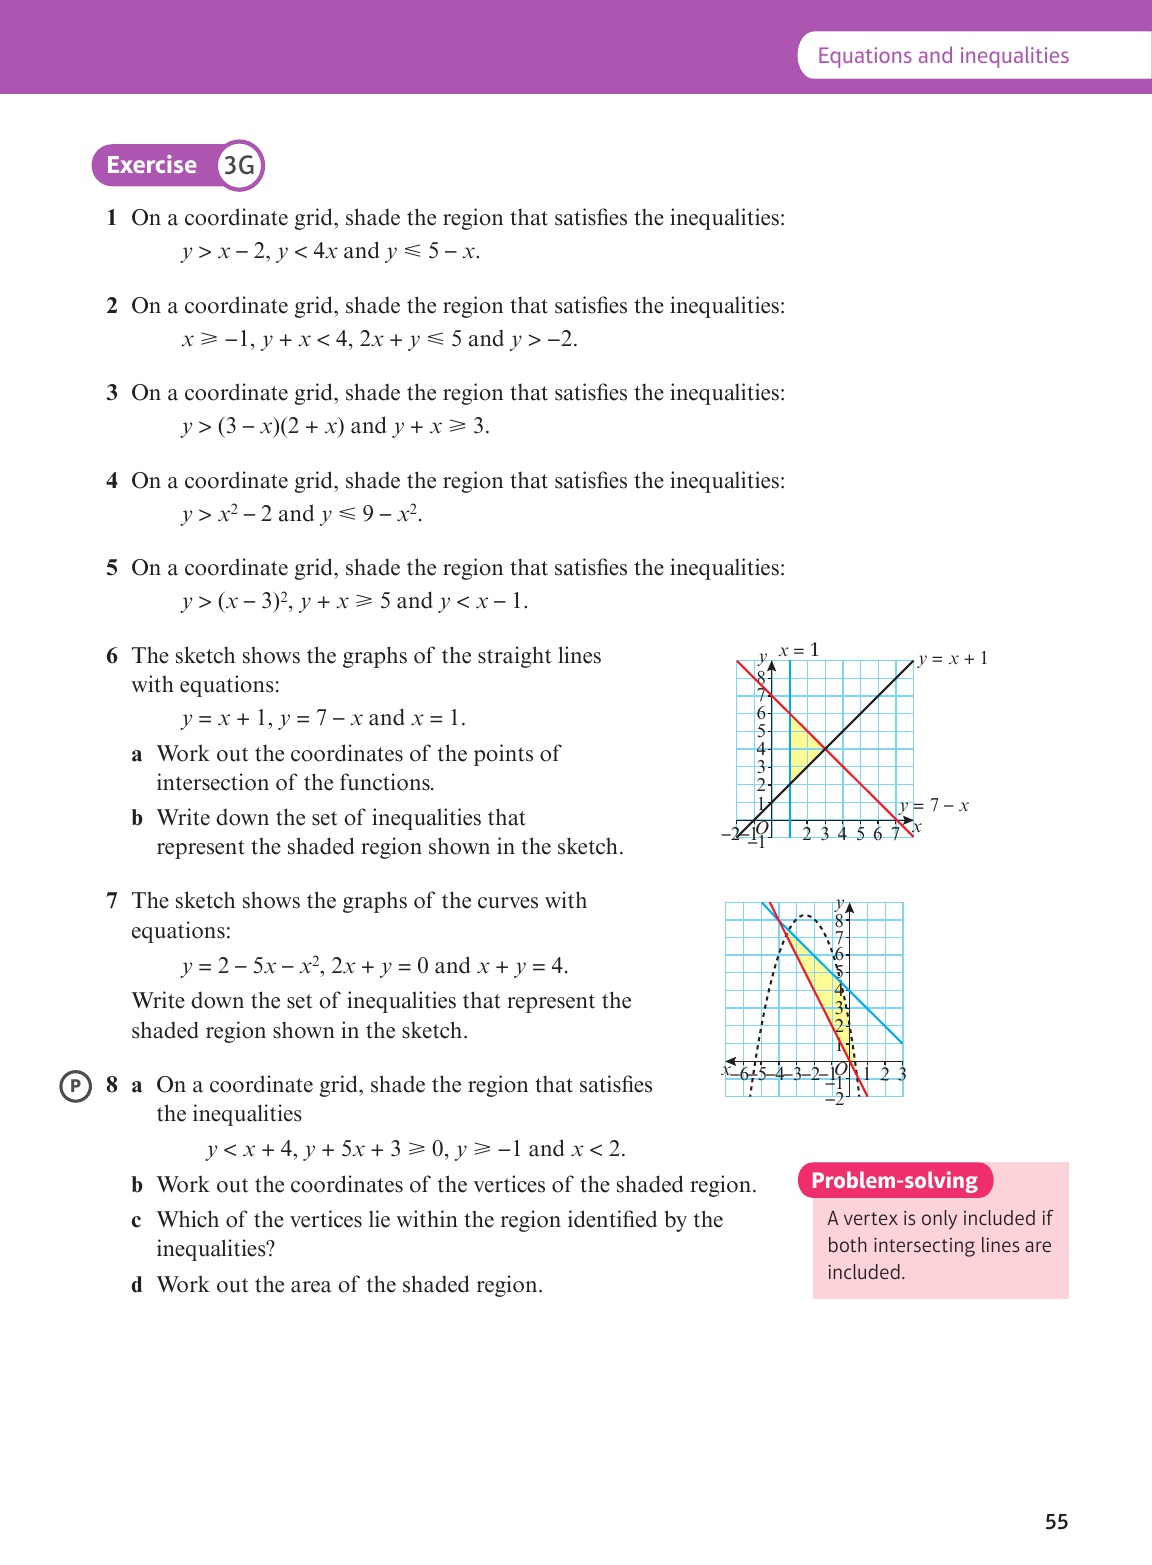 Equations and inequalities
Exercise 3G
1 On a coordinate grid, shade the region that satisfies the inequalities:
y > x – 2, y < 4x and y ⩽ 5 – x.
2 On a coordinate grid, shade the region that satisfies the inequalities:
x ⩾ –1, y + x < 4, 2x + y ⩽ 5 and y > –2.
3 On a coordinate grid, shade the region that satisfies the inequalities:
y > (3 – x)(2 + x) and y + x ⩾ 3.
4 On a coordinate grid, shade the region that satisfies the inequalities:
y > x² – 2 and y ⩽ 9 – x².
5 On a coordinate grid, shade the region that satisfies the inequalities:
y > (x – 3)², y + x ⩾ 5 and y < x – 1.
6 The sketch shows the graphs of the straight lines
with equations:
y = x + 1, y = 7 – x and x = 1.
a Work out the coordinates of the points of
intersection of the functions.
b Write down the set of inequalities that
represent the shaded region shown in the sketch.
y x = 1
y = x + 1
8
7
6
5
4
3
2
1
y = 7 – x
–2 –1 O 2 3 4 5 6 7 x
–1
7 The sketch shows the graphs of the curves with
equations:
y = 2 – 5x – x², 2x + y = 0 and x + y = 4.
Write down the set of inequalities that represent the
shaded region shown in the sketch.
y
8
7
6
5
4
3
2
1
x –6 –5 –4 –3 –2 –1 O 1 2 3
–1
–2
P 8 a On a coordinate grid, shade the region that satisfies
the inequalities
y < x + 4, y + 5x + 3 ⩾ 0, y ⩾ –1 and x < 2.
b Work out the coordinates of the vertices of the shaded region.
c Which of the vertices lie within the region identified by the
inequalities?
d Work out the area of the shaded region.
Problem-solving
A vertex is only included if
both intersecting lines are
included.
55